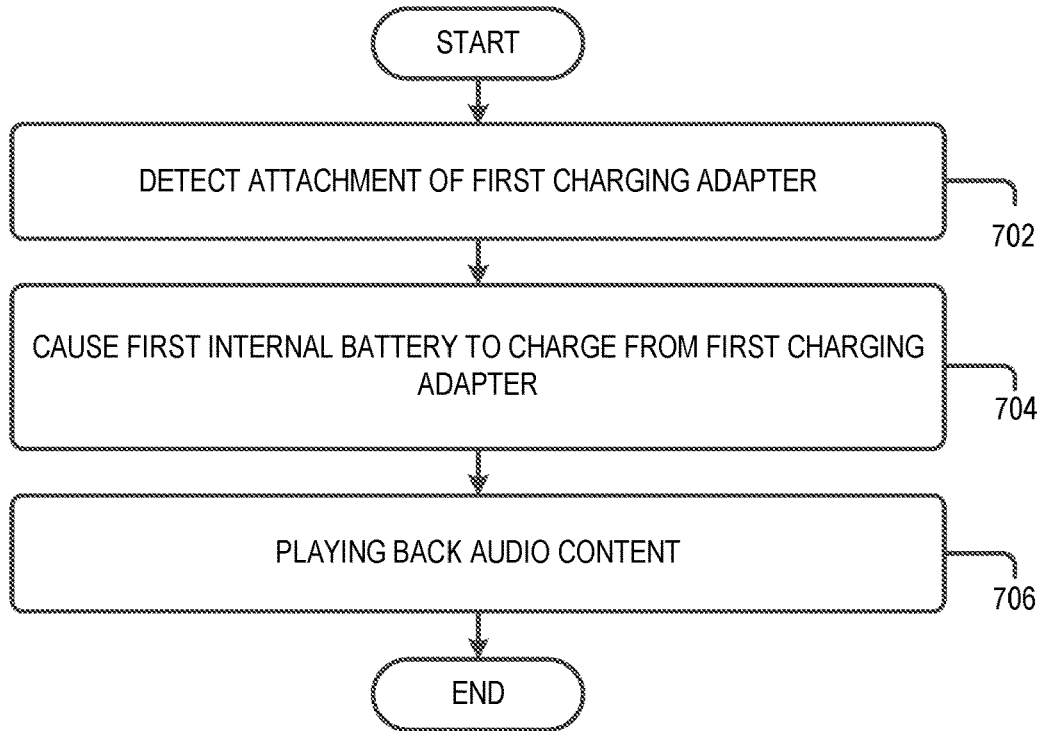 START
DETECT ATTACHMENT OF FIRST CHARGING ADAPTER
702
CAUSE FIRST INTERNAL BATTERY TO CHARGE FROM FIRST CHARGING
ADAPTER
704
PLAYING BACK AUDIO CONTENT
706
END